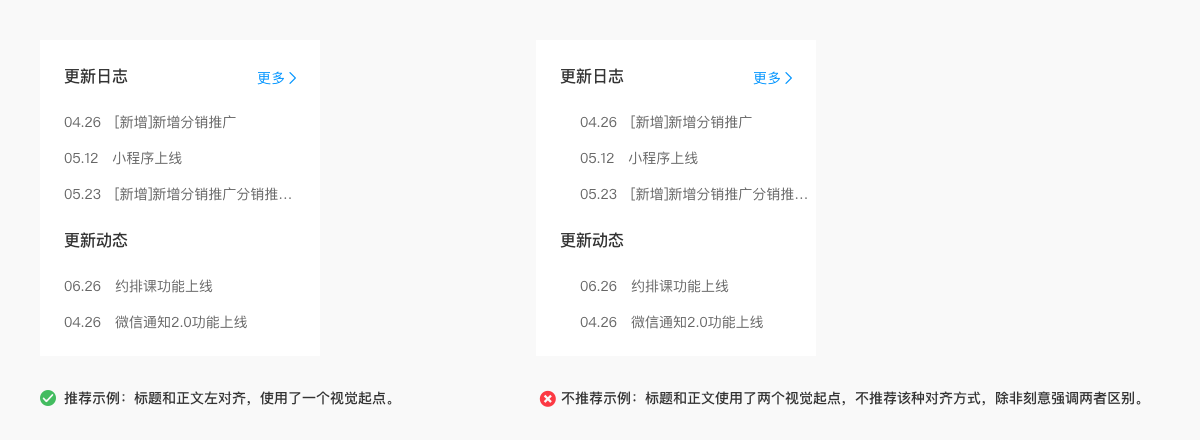 更新日志
更多
04.26 [新增]新增分销推广
05.12 小程序上线
05.23 [新增]新增分销推广分销推…
更新动态
06.26 约排课功能上线
04.26 微信通知2.0功能上线
推荐示例：标题和正文左对齐，使用了一个视觉起点。
更新日志
更多
04.26 [新增]新增分销推广
05.12 小程序上线
05.23 [新增]新增分销推广分销推…
更新动态
06.26 约排课功能上线
04.26 微信通知2.0功能上线
不推荐示例：标题和正文使用了两个视觉起点，不推荐该种对齐方式，除非刻意强调两者区别。